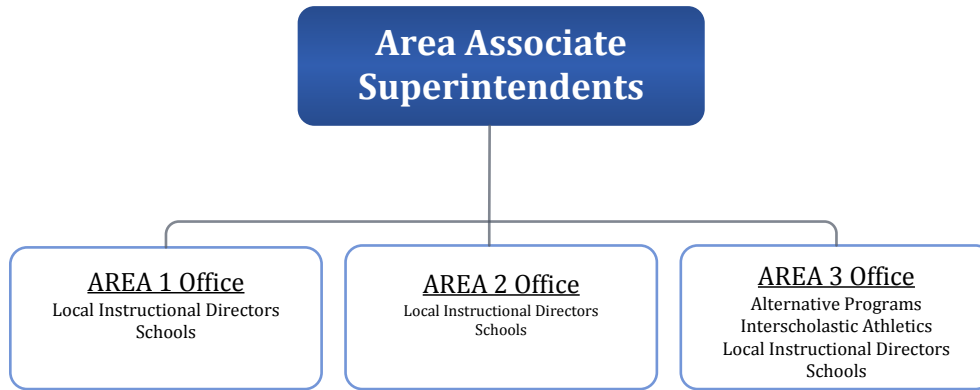 Area Associate
Superintendents
AREA 1 Office
Local Instructional Directors
Schools
AREA 2 Office
Local Instructional Directors
Schools
AREA 3 Office
Alternative Programs
Interscholastic Athletics
Local Instructional Directors
Schools